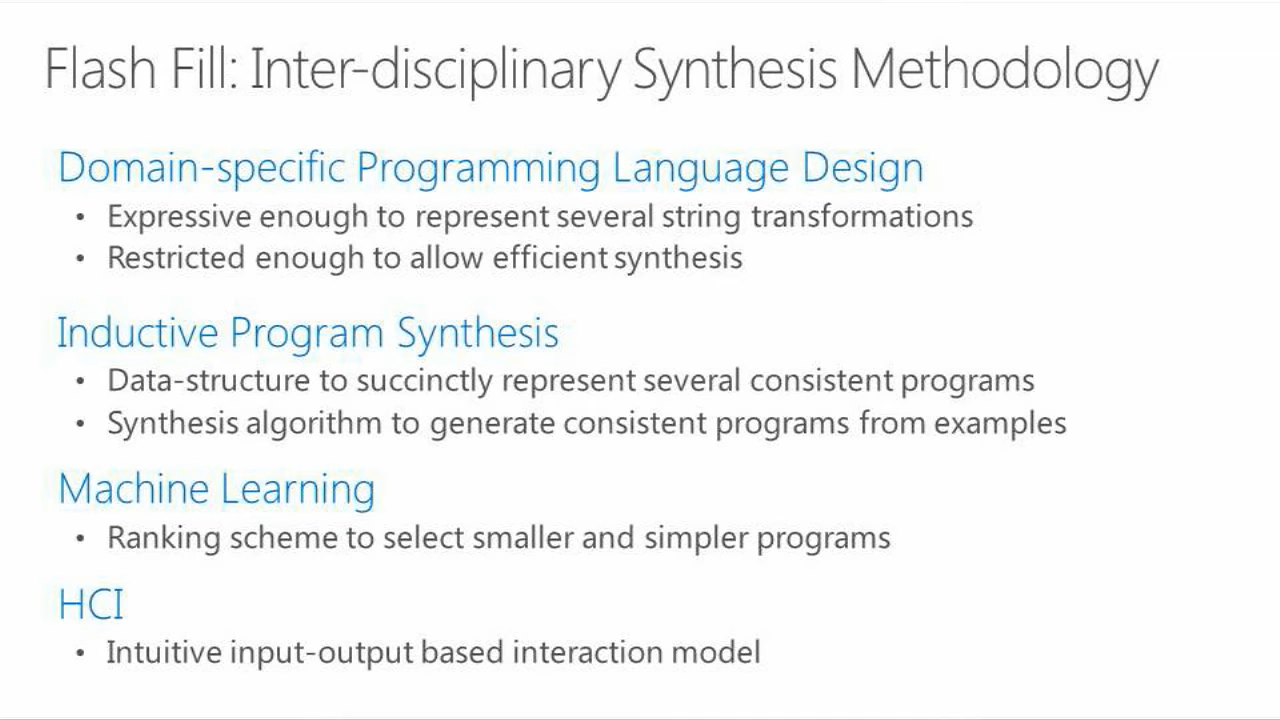 Flash Fill: Inter-disciplinary Synthesis Methodology
Domain-specific Programming Language Design
• Expressive enough to represent several string transformations
• Restricted enough to allow efficient synthesis
Inductive Program Synthesis
• Data-structure to succinctly represent several consistent programs
• Synthesis algorithm to generate consistent programs from examples
Machine Learning
• Ranking scheme to select smaller and simpler programs
HCI
• Intuitive input-output based interaction model